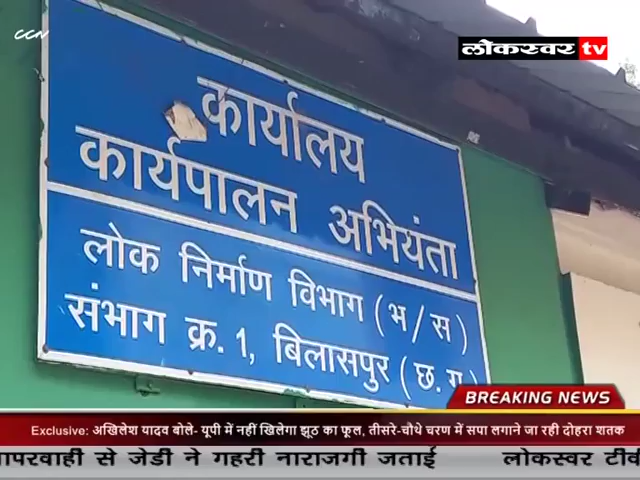 CCN
लोकस्वर tv
कार्यालय
कार्यपालन अभियंता
लोक निर्माण विभाग (भ/स)
संभाग क्र. 1, बिलासपुर (छ.ग
BREAKING NEWS
Exclusive: अखिलेश यादव बोले- यूपी में नहीं खिलेगा झूठ का फूल, तीसरे-चौथे चरण में सपा लगाने जा रही दोहरा शतक
से जेडी ने गहरी नाराजगी जताई लोकस्वर